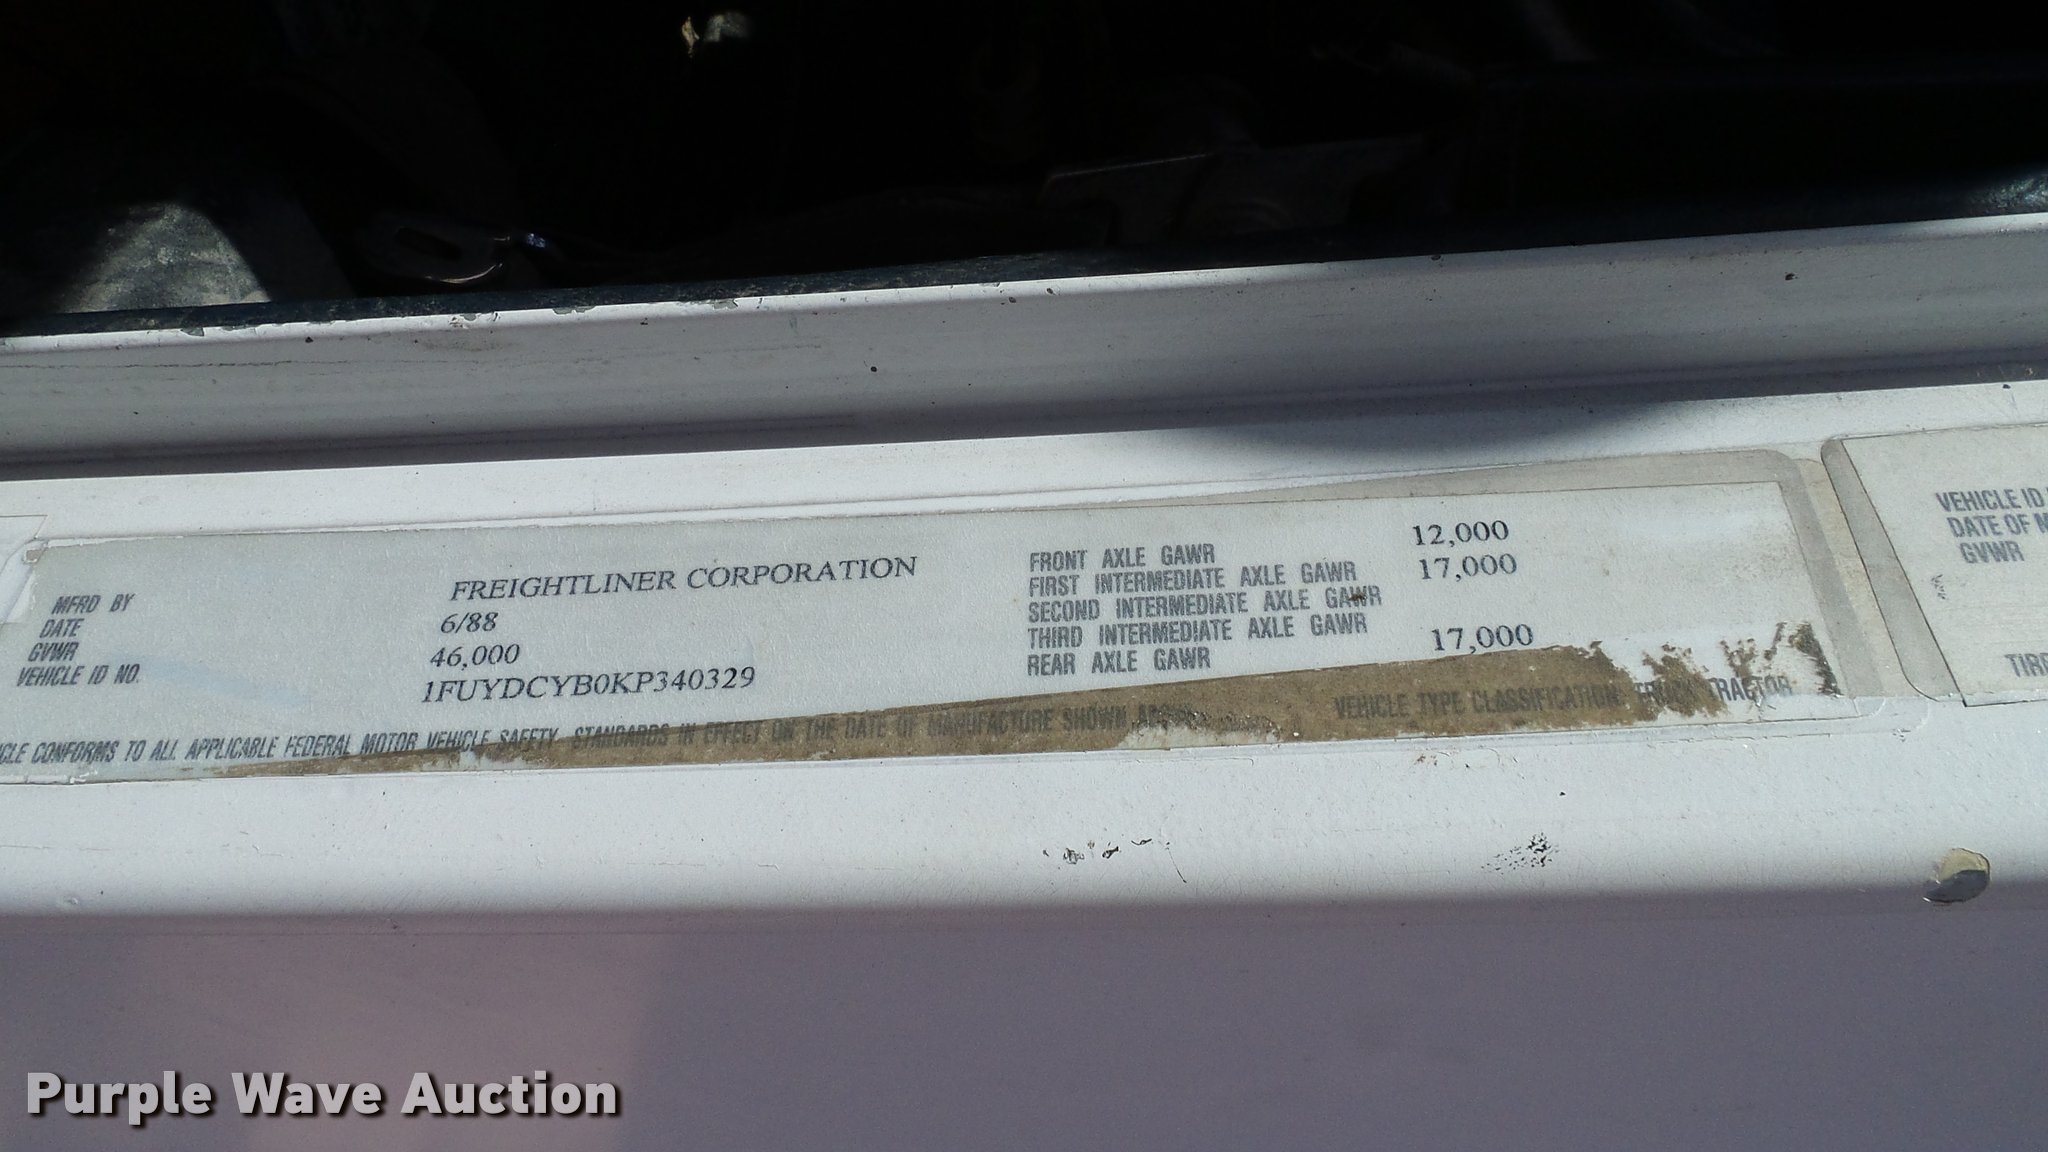 MFRD BY FREIGHTLINER CORPORATION
DATE 6/88
GVWR 46,000
VEHICLE ID NO. 1FUYDCYB0KP340329
FRONT AXLE GAWR 12,000
FIRST INTERMEDIATE AXLE GAWR 17,000
SECOND INTERMEDIATE AXLE GAWR
THIRD INTERMEDIATE AXLE GAWR
REAR AXLE GAWR 17,000
CONFORMS TO ALL APPLICABLE FEDERAL MOTOR VEHICLE SAFETY STANDARDS IN EFFECT ON THE DATE OF MANUFACTURE SHOWN
VEHICLE TYPE CLASSIFICATION TRUCK TRACTOR
VEHICLE ID
DATE OF
GVWR
Purple Wave Auction